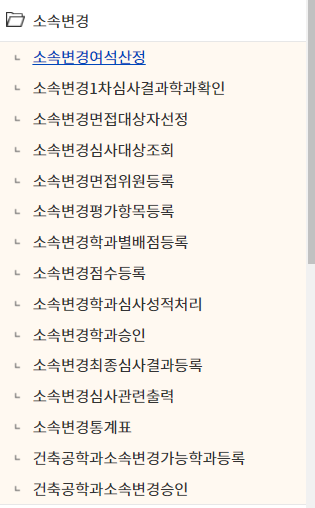 소속변경
소속변경여석산정
소속변경1차심사결과학과확인
소속변경면접대상자선정
소속변경심사대상조회
소속변경면접위원등록
소속변경평가항목등록
소속변경학과별배점등록
소속변경점수등록
소속변경학과심사성적처리
소속변경학과승인
소속변경최종심사결과등록
소속변경심사관련출력
소속변경통계표
건축공학과소속변경가능학과등록
건축공학과소속변경승인